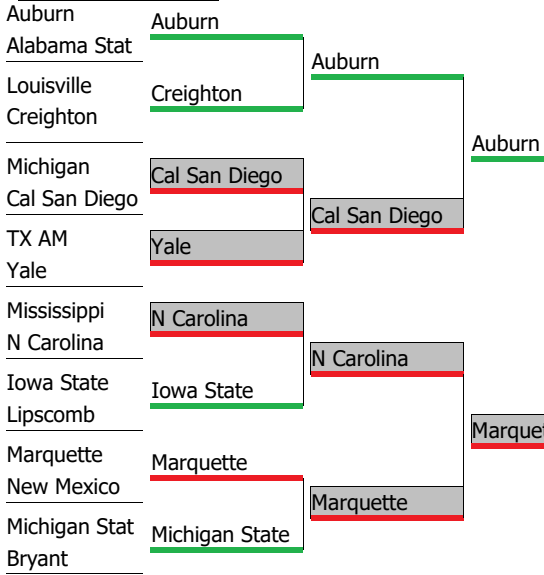 Auburn
Alabama Stat
Louisville
Creighton
Michigan
Cal San Diego
TX AM
Yale
Mississippi
N Carolina
Iowa State
Lipscomb
Marquette
New Mexico
Michigan Stat
Bryant
Auburn
Creighton
Cal San Diego
Yale
N Carolina
Iowa State
Marquette
Michigan State
Auburn
Cal San Diego
N Carolina
Marquette
Auburn
Marquet